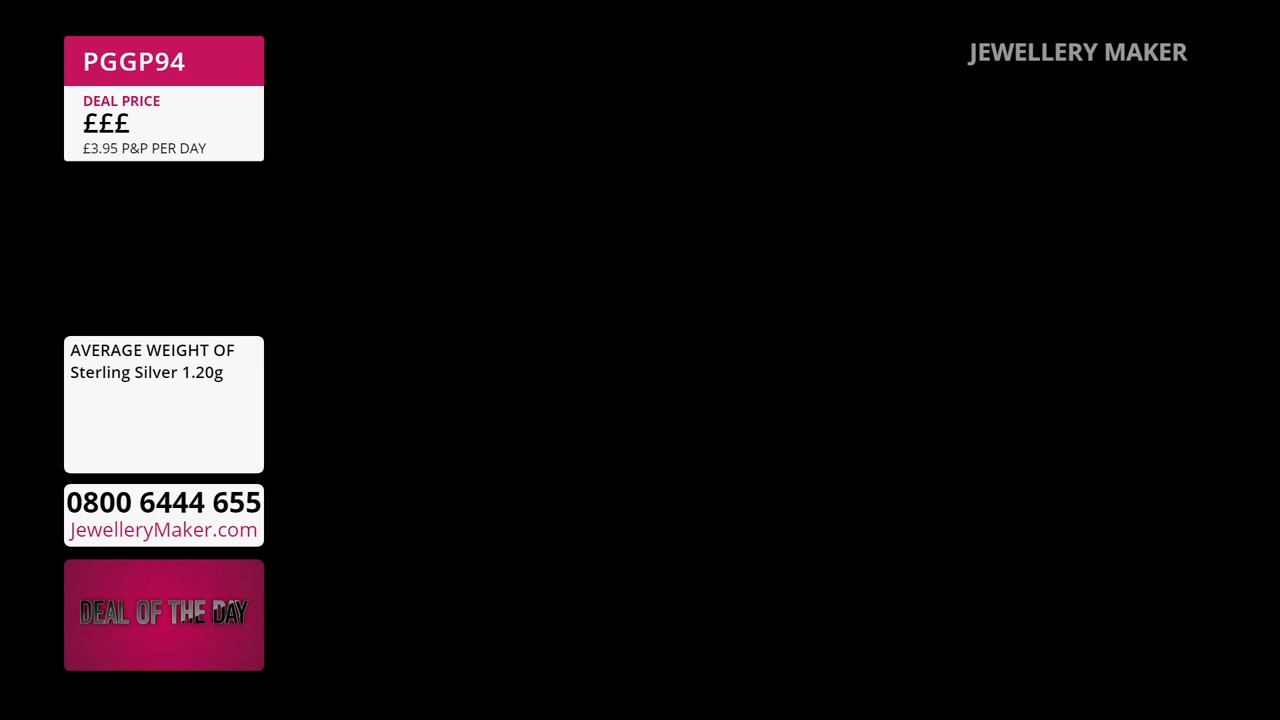 PGGP94
JEWELLERY MAKER
DEAL PRICE
£££
£3.95 P&P PER DAY
AVERAGE WEIGHT OF
Sterling Silver 1.20g
0800 6444 655
JewelleryMaker.com
DEAL OF THE DAY